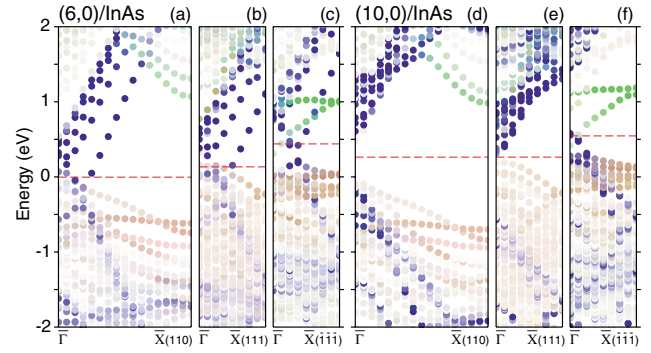 (6,0)/InAs (a) (b) (c) (10,0)/InAs (d) (e) (f)
Energy (eV)
2
1
0
-1
-2
Γ̅ X̅(110) Γ̅ X̅(111) Γ̅ X̅(1̅1̅1̅) Γ̅ X̅(110) Γ̅ X̅(111) Γ̅ X̅(1̅1̅1̅)